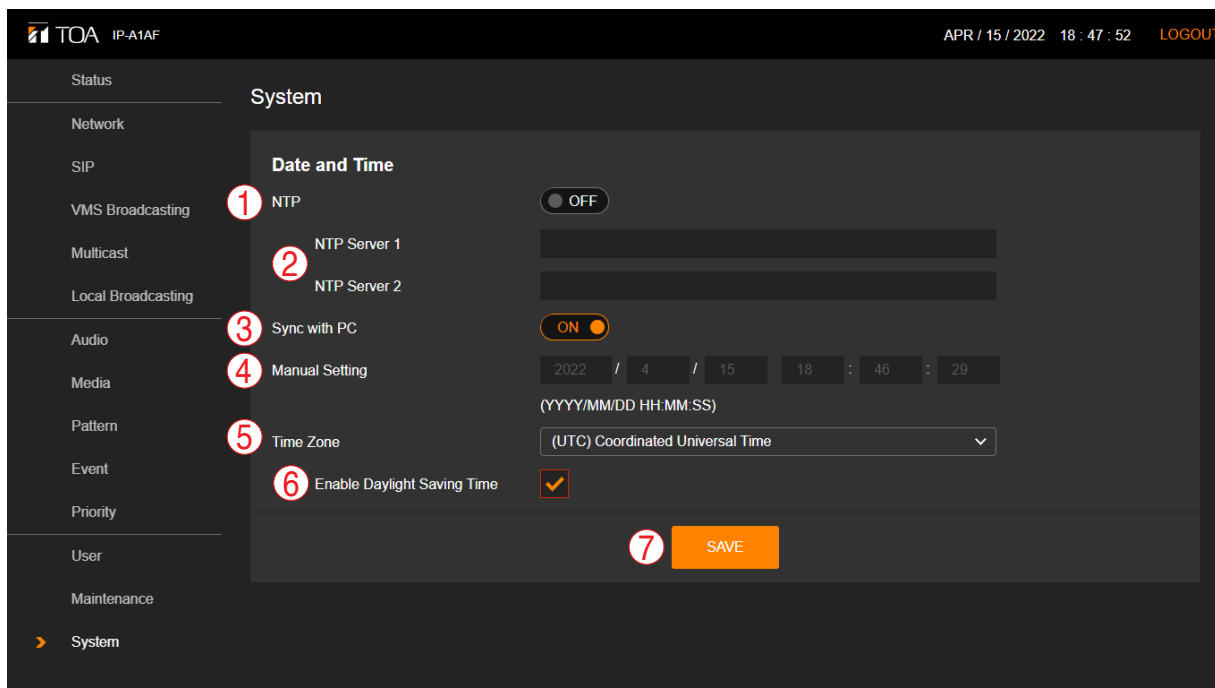 TOA IP-A1AF APR / 15 / 2022 18 : 47 : 52 LOGOUT
Status
Network
SIP
VMS Broadcasting
Multicast
Local Broadcasting
Audio
Media
Pattern
Event
Priority
User
Maintenance
System
System
Date and Time
1 NTP OFF
2
NTP Server 1
NTP Server 2
3 Sync with PC ON
4 Manual Setting 2022 / 4 / 15 18 : 46 : 29
(YYYY/MM/DD HH:MM:SS)
5 Time Zone (UTC) Coordinated Universal Time
6 Enable Daylight Saving Time
7 SAVE